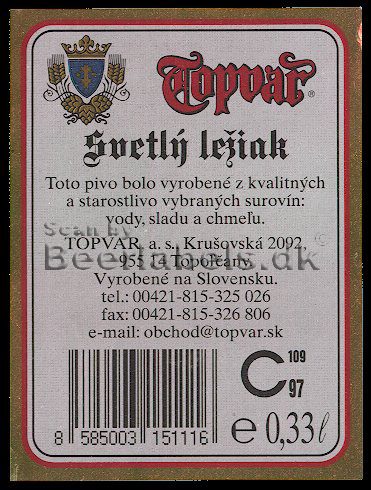 Topvar®
Svetlý ležiak
Toto pivo bolo vyrobené z kvalitných
a starostlivo vybraných surovín:
vody, sladu a chmeľu.
Scan by
TOPVAR, a. s., Krušovská 2092,
Beerlabels.dk ©
955 14 Topoľčany.
Vyrobené na Slovensku.
tel.: 00421-815-325 026
fax: 00421-815-326 806
e-mail: obchod@topvar.sk
C 109
97
8 585003 151116
e 0,33ℓ